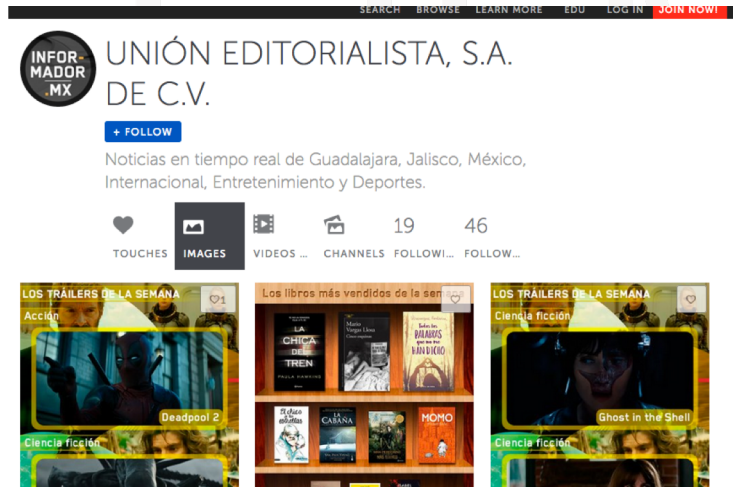 SEARCH BROWSE LEARN MORE EDU LOG IN JOIN NOW!
INFOR-
MADOR
.MX
UNIÓN EDITORIALISTA, S.A.
DE C.V.
+ FOLLOW
Noticias en tiempo real de Guadalajara, Jalisco, México,
Internacional, Entretenimiento y Deportes.
19 46
TOUCHES IMAGES VIDEOS ... CHANNELS FOLLOWI... FOLLOW...
LOS TRÁILERS DE LA SEMANA
1
Acción
Deadpool 2
Ciencia ficción
Los libros más vendidos de la semana
LA
CHICA
DEL
TREN
PAULA HAWKINS
Mario
Vargas Llosa
Cinco esquinas
Todas las
PALABRAS
que no me
HAN DICHO
El chico
de las
estrellas
LA
CABAÑA
MOMO
LOS TRÁILERS DE LA SEMANA
Ciencia ficción
Ghost in the Shell
Ciencia ficción